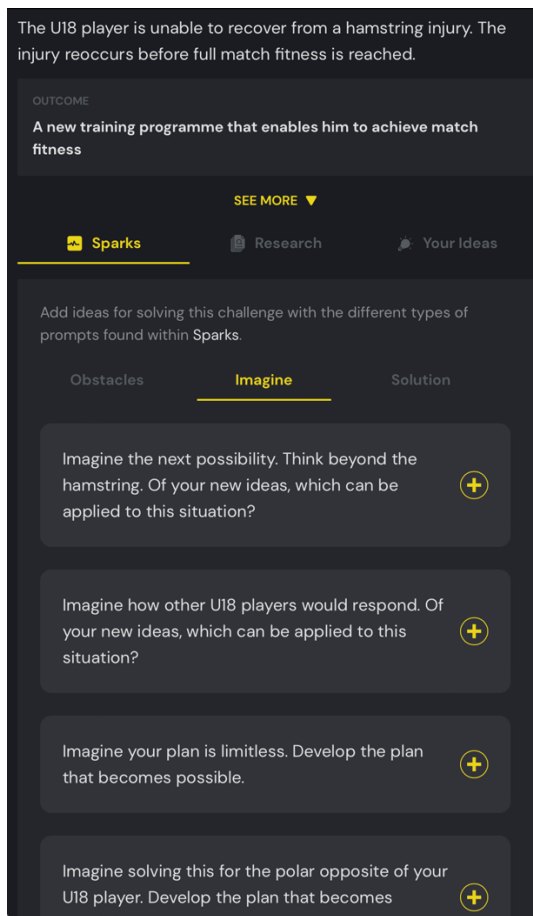 The U18 player is unable to recover from a hamstring injury. The
injury reoccurs before full match fitness is reached.
OUTCOME
A new training programme that enables him to achieve match
fitness
SEE MORE ▼
Sparks
Research
Your Ideas
Add ideas for solving this challenge with the different types of
prompts found within Sparks.
Obstacles
Imagine
Solution
Imagine the next possibility. Think beyond the
hamstring. Of your new ideas, which can be
applied to this situation?
Imagine how other U18 players would respond. Of
your new ideas, which can be applied to this
situation?
Imagine your plan is limitless. Develop the plan
that becomes possible.
Imagine solving this for the polar opposite of your
U18 player. Develop the plan that becomes